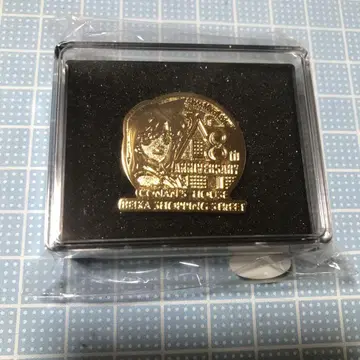 8th
ANNIVERSARY
CONAN'S HOUSE
BEIKA SHOPPING STREET